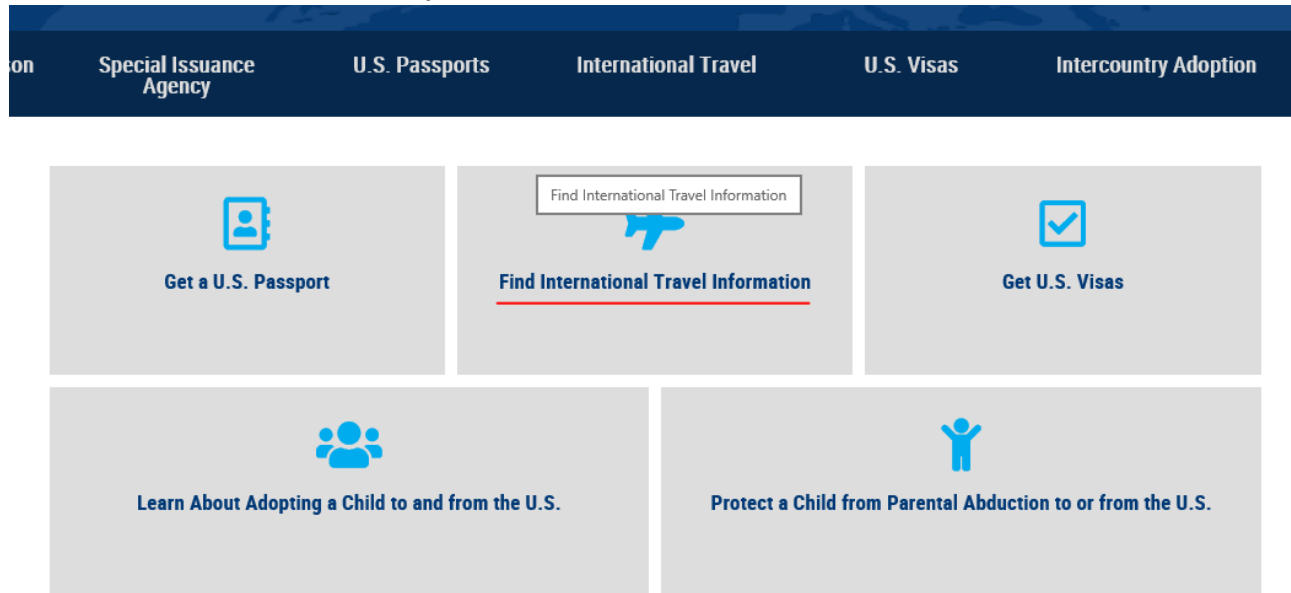 son
Special Issuance
Agency
U.S. Passports
International Travel
U.S. Visas
Intercountry Adoption
Find International Travel Information
Get a U.S. Passport
Find International Travel Information
Get U.S. Visas
Learn About Adopting a Child to and from the U.S.
Protect a Child from Parental Abduction to or from the U.S.